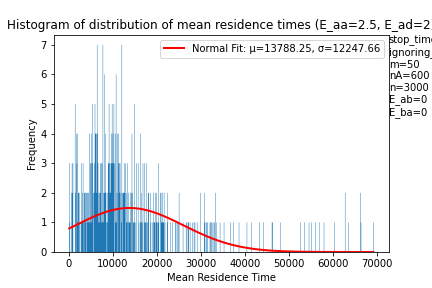 Histogram of distribution of mean residence times (E_aa=2.5, E_ad=2
Normal Fit: μ=13788.25, σ=12247.66
stop_time
ignoring_
m=50
nA=600
n=3000
E_ab=0
E_ba=0
Frequency
7
6
5
4
3
2
1
0
0 10000 20000 30000 40000 50000 60000 70000
Mean Residence Time